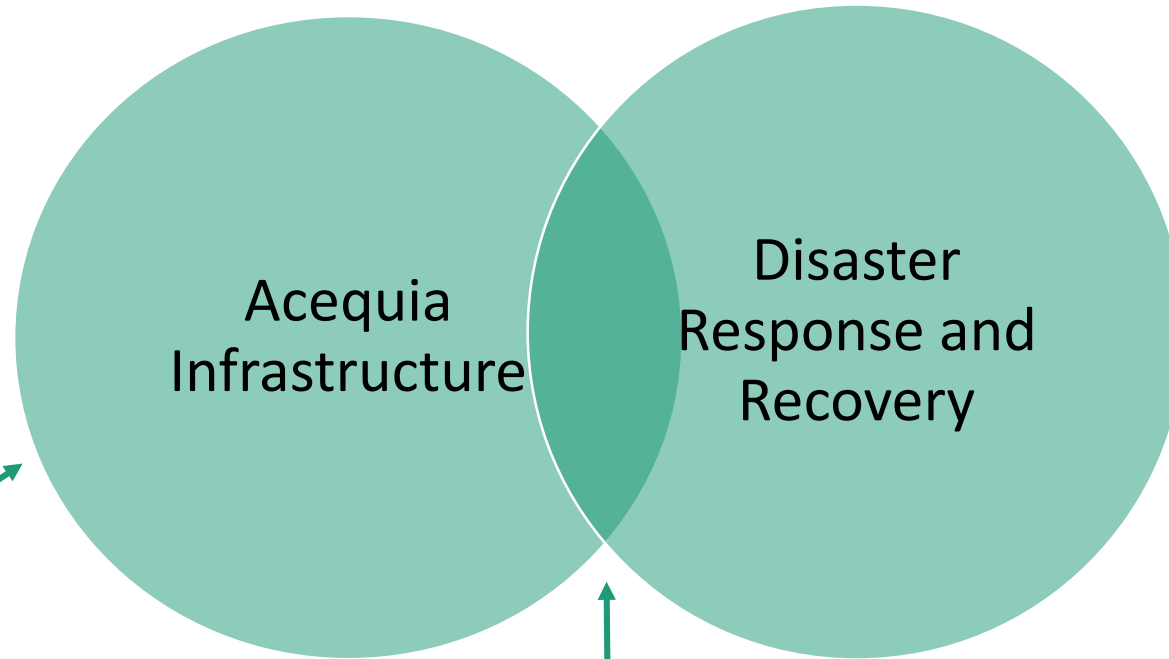 Acequia
Infrastructure
Disaster
Response and
Recovery